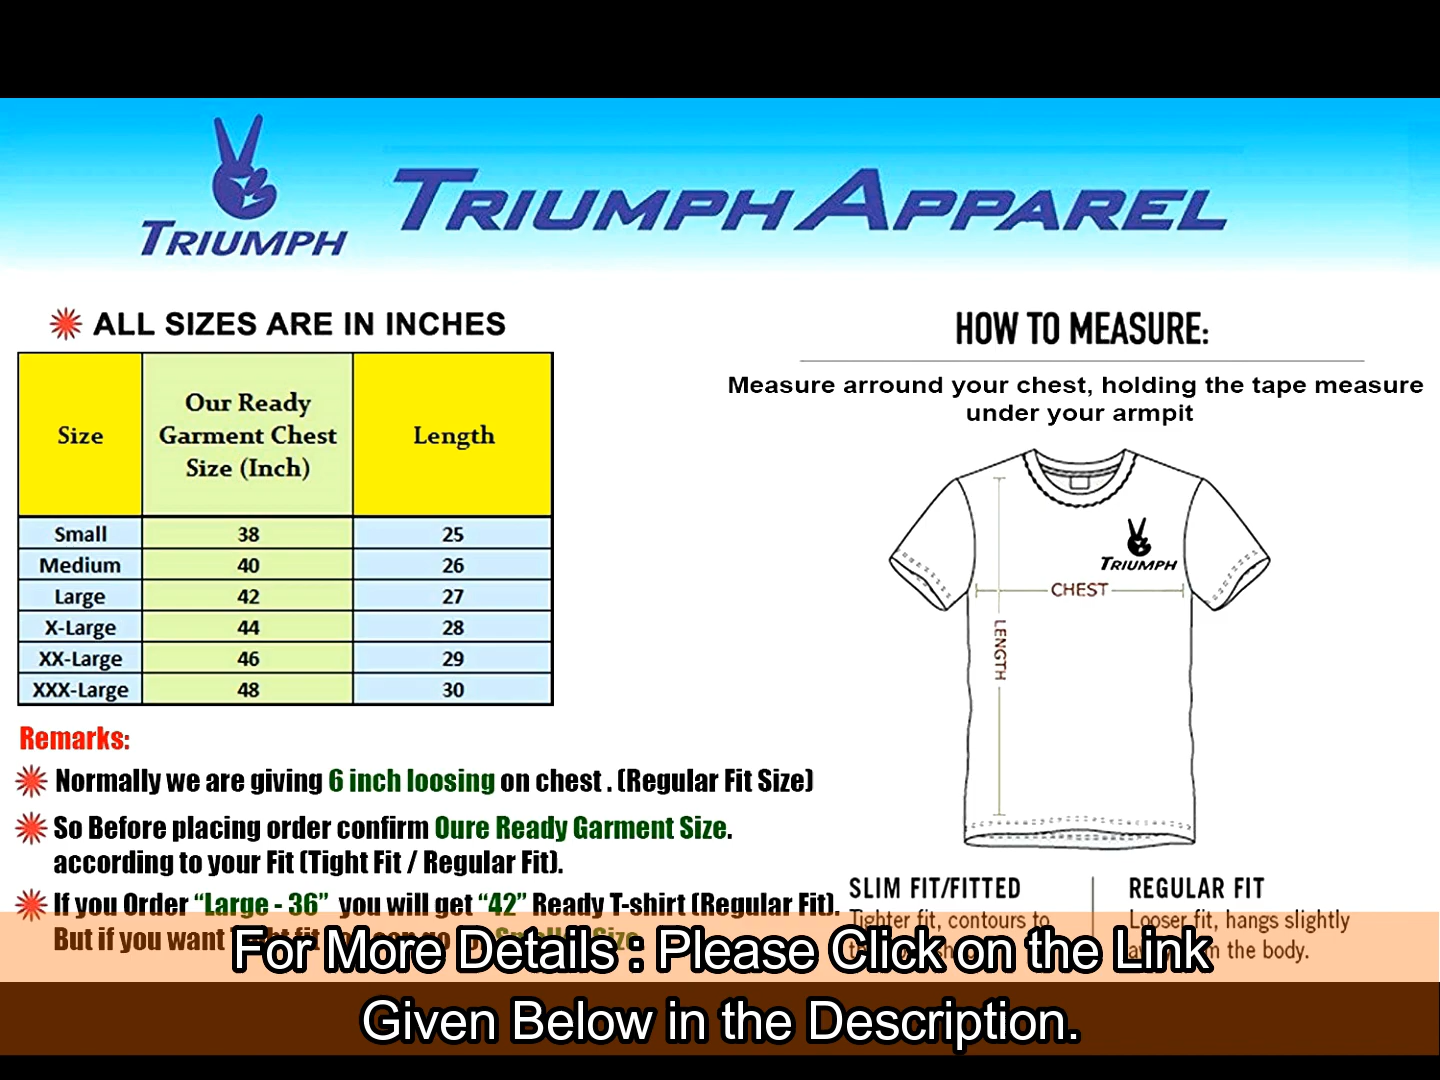 TRIUMPH
TRIUMPH APPAREL
ALL SIZES ARE IN INCHES
Size Our Ready Garment Chest Size (Inch) Length
Small 38 25
Medium 40 26
Large 42 27
X-Large 44 28
XX-Large 46 29
XXX-Large 48 30
Remarks:
Normally we are giving 6 inch loosing on chest . (Regular Fit Size)
So Before placing order confirm Oure Ready Garment Size.
according to your Fit (Tight Fit / Regular Fit).
If you Order “Large - 36” you will get “42” Ready T-shirt (Regular Fit).
But if you want
HOW TO MEASURE:
Measure arround your chest, holding the tape measure
under your armpit
TRIUMPH
CHEST
LENGTH
SLIM FIT/FITTED
Tighter fit, contours to
REGULAR FIT
Looser fit, hangs slightly
the body.
For More Details : Please Click on the Link
Given Below in the Description.